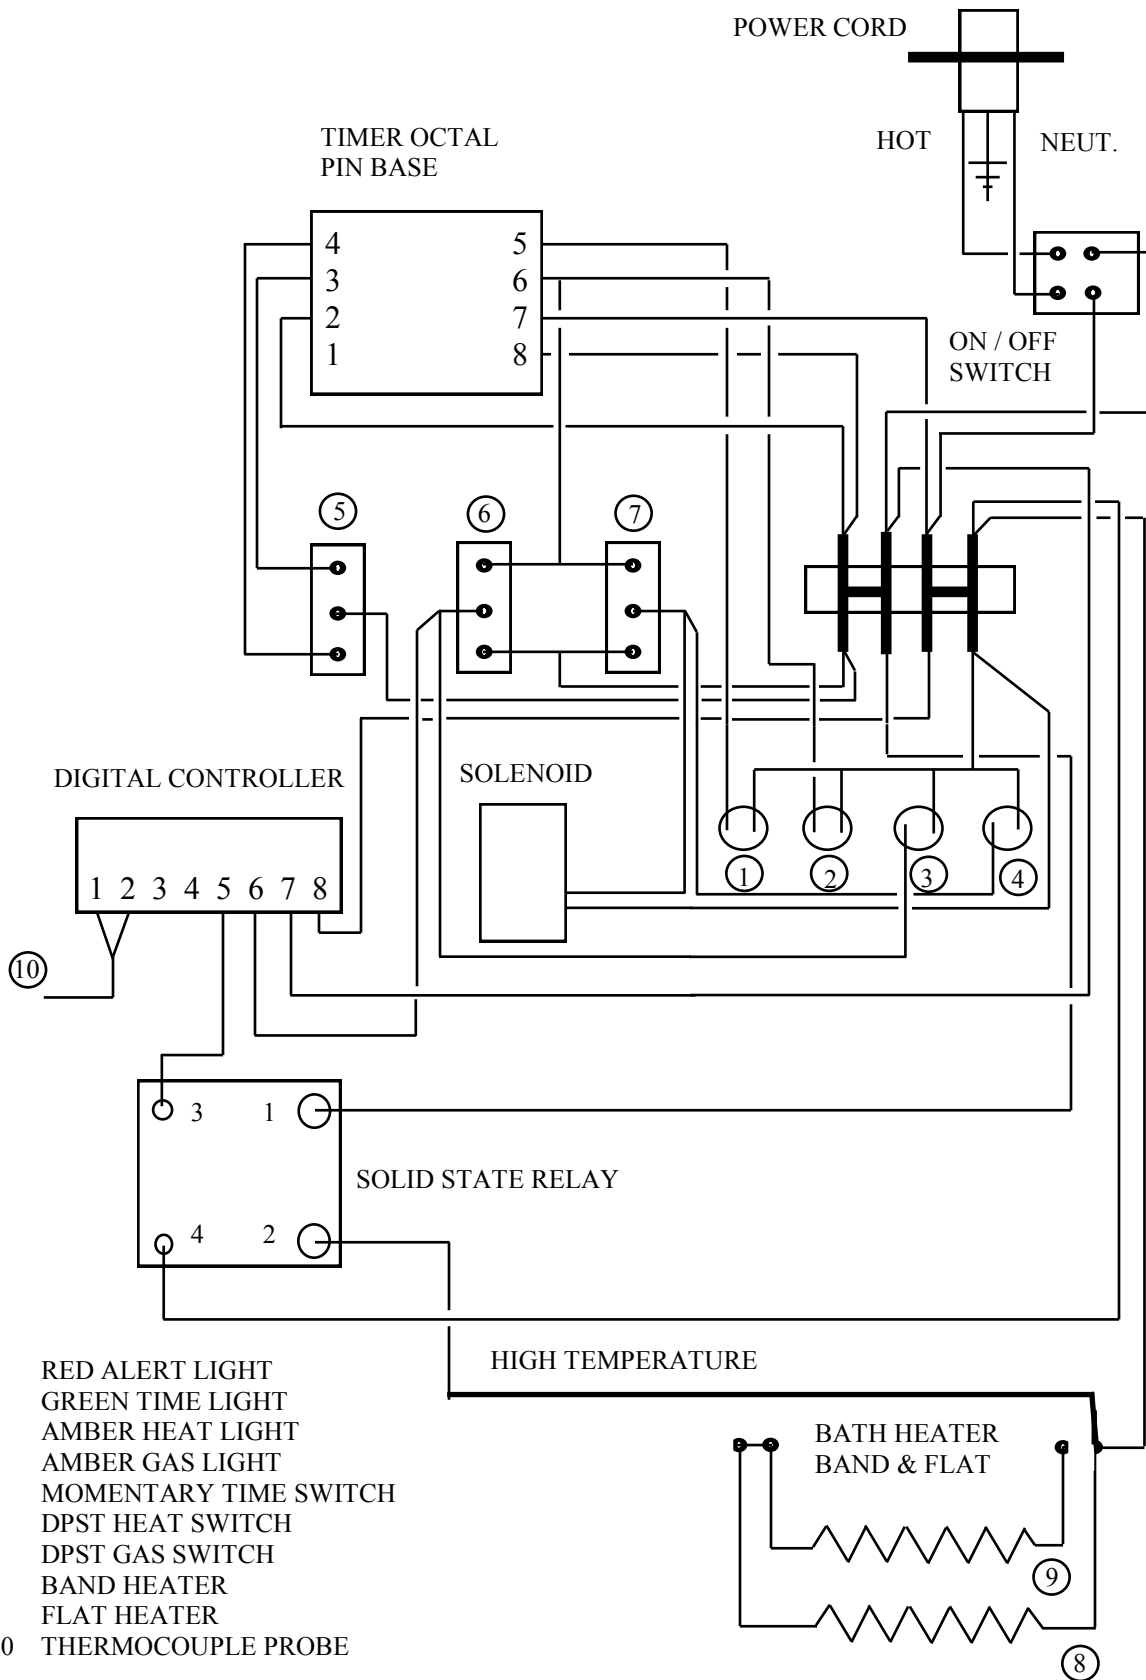 POWER CORD
TIMER OCTAL
PIN BASE
HOT
NEUT.
4
5
3
6
2
7
1
8
ON / OFF
SWITCH
5
6
7
DIGITAL CONTROLLER
SOLENOID
1 2 3 4 5 6 7 8
1
2
3
4
10
3
1
SOLID STATE RELAY
4
2
HIGH TEMPERATURE
RED ALERT LIGHT
GREEN TIME LIGHT
AMBER HEAT LIGHT
AMBER GAS LIGHT
MOMENTARY TIME SWITCH
DPST HEAT SWITCH
DPST GAS SWITCH
BAND HEATER
FLAT HEATER
0 THERMOCOUPLE PROBE
BATH HEATER
BAND & FLAT
9
8